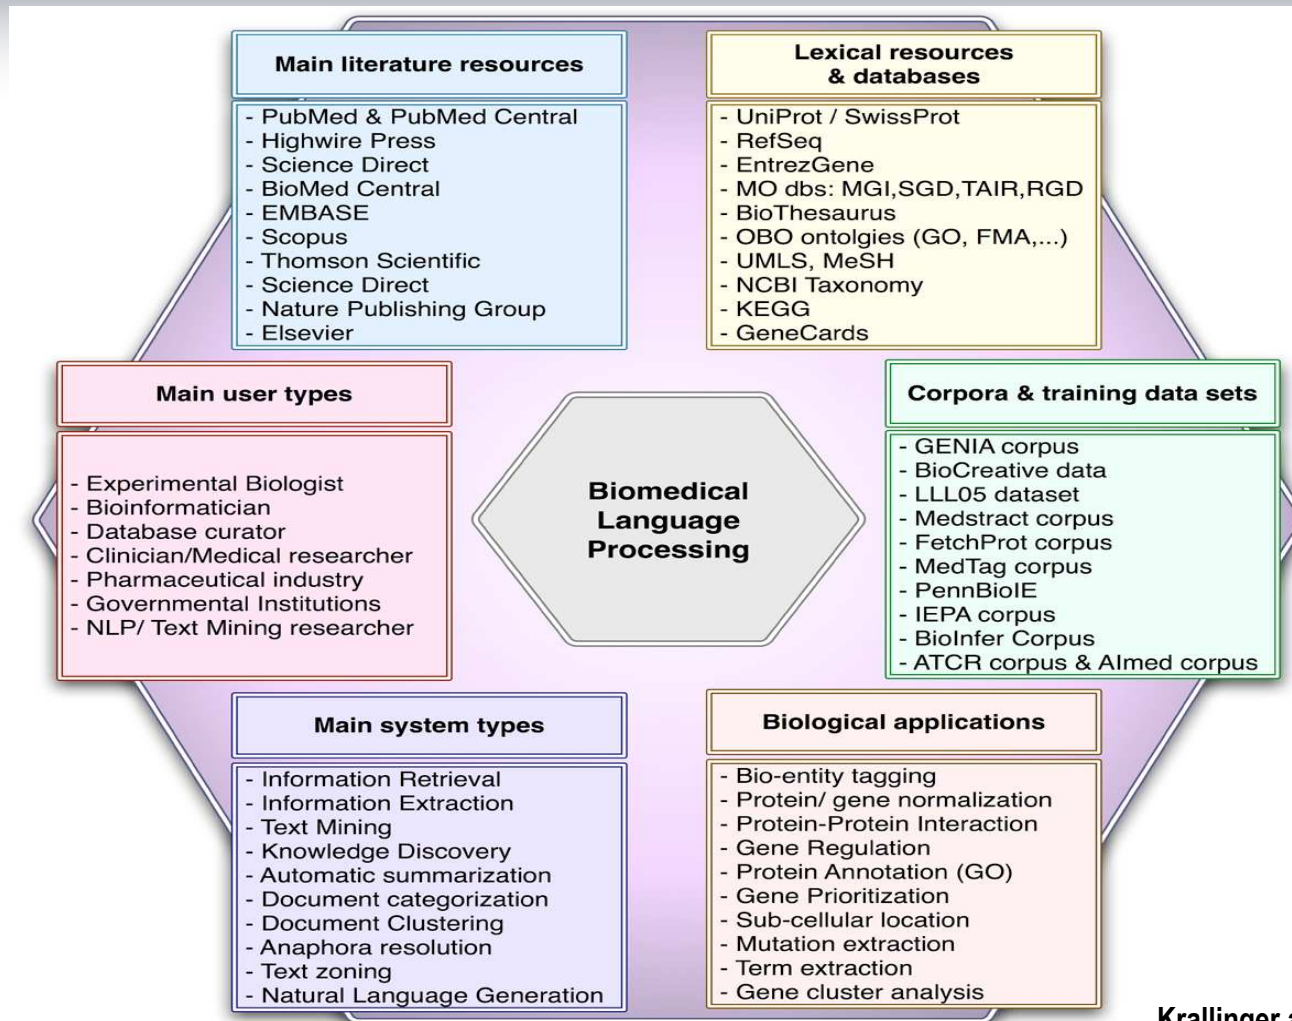 Main literature resources
- PubMed & PubMed Central
- Highwire Press
- Science Direct
- BioMed Central
- EMBASE
- Scopus
- Thomson Scientific
- Science Direct
- Nature Publishing Group
- Elsevier
Lexical resources
& databases
- UniProt / SwissProt
- RefSeq
- EntrezGene
- MO dbs: MGI,SGD,TAIR,RGD
- BioThesaurus
- OBO ontolgies (GO, FMA,...)
- UMLS, MeSH
- NCBI Taxonomy
- KEGG
- GeneCards
Main user types
- Experimental Biologist
- Bioinformatician
- Database curator
- Clinician/Medical researcher
- Pharmaceutical industry
- Governmental Institutions
- NLP/ Text Mining researcher
Biomedical
Language
Processing
Corpora & training data sets
- GENIA corpus
- BioCreative data
- LLL05 dataset
- Medstract corpus
- FetchProt corpus
- MedTag corpus
- PennBioIE
- IEPA corpus
- BioInfer Corpus
- ATCR corpus & AImed corpus
Main system types
- Information Retrieval
- Information Extraction
- Text Mining
- Knowledge Discovery
- Automatic summarization
- Document categorization
- Document Clustering
- Anaphora resolution
- Text zoning
- Natural Language Generation
Biological applications
- Bio-entity tagging
- Protein/ gene normalization
- Protein-Protein Interaction
- Gene Regulation
- Protein Annotation (GO)
- Gene Prioritization
- Sub-cellular location
- Mutation extraction
- Term extraction
- Gene cluster analysis
Krallinger